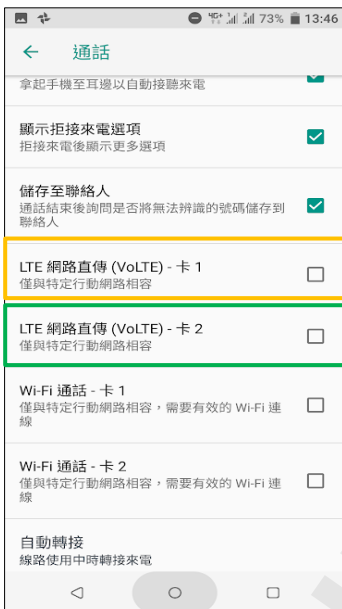 4G+ 73% 13:46
通話
拿起手機至耳邊以自動接聽來電
顯示拒接來電選項
拒接來電後顯示更多選項
儲存至聯絡人
通話結束後詢問是否將無法辨識的號碼儲存到
聯絡人
LTE 網路直傳 (VoLTE) - 卡 1
僅與特定行動網路相容
LTE 網路直傳 (VoLTE) - 卡 2
僅與特定行動網路相容
Wi-Fi 通話 - 卡 1
僅與特定行動網路相容，需要有效的 Wi-Fi 連
線
Wi-Fi 通話 - 卡 2
僅與特定行動網路相容，需要有效的 Wi-Fi 連
線
自動轉接
線路使用中時轉接來電